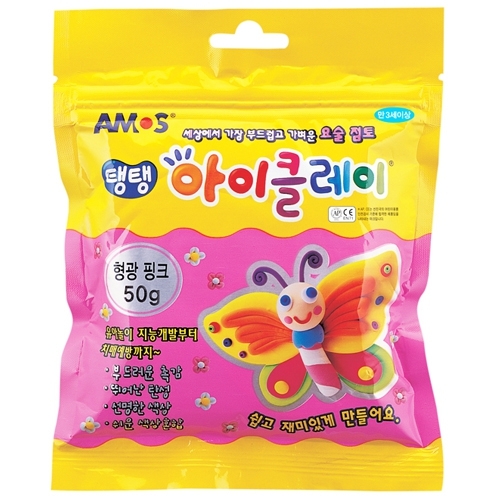 AMOS
만 3세이상
세상에서 가장 부드럽고 가벼운 요술 점토
탱탱 아이클레이
AP CE
형광 핑크
50g
유아놀이 지능개발부터
치매예방까지~
· 부드러운 촉감
· 뛰어난 탄성
· 선명한 색상
· 쉬운 색상혼합
쉽고 재미있게 만들어요.